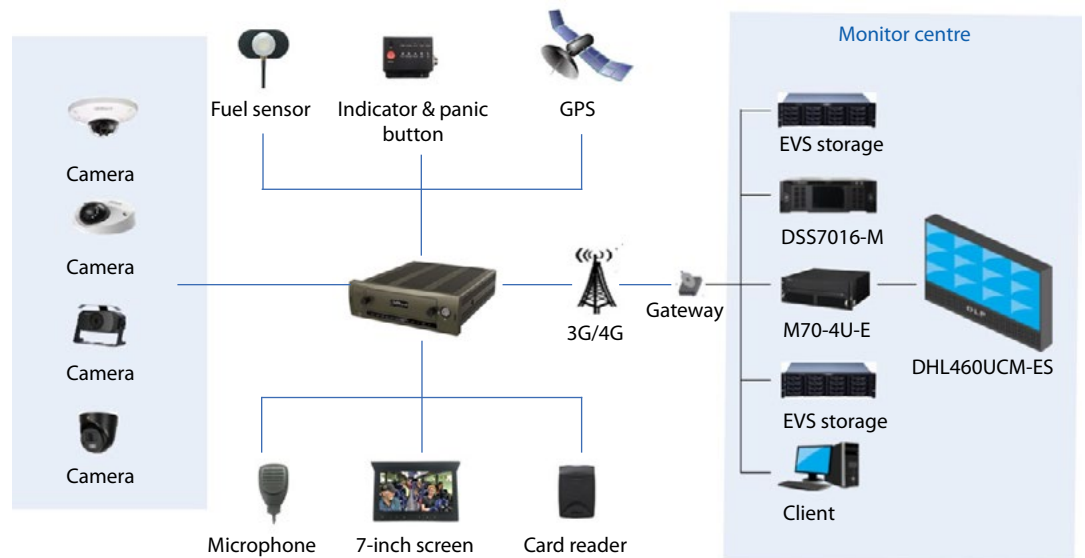 Monitor centre
Fuel sensor
Indicator & panic
button
GPS
Camera
Camera
Camera
Camera
3G/4G
Gateway
EVS storage
DSS7016-M
M70-4U-E
EVS storage
Client
DLP
DHL460UCM-ES
Microphone
7-inch screen
Card reader